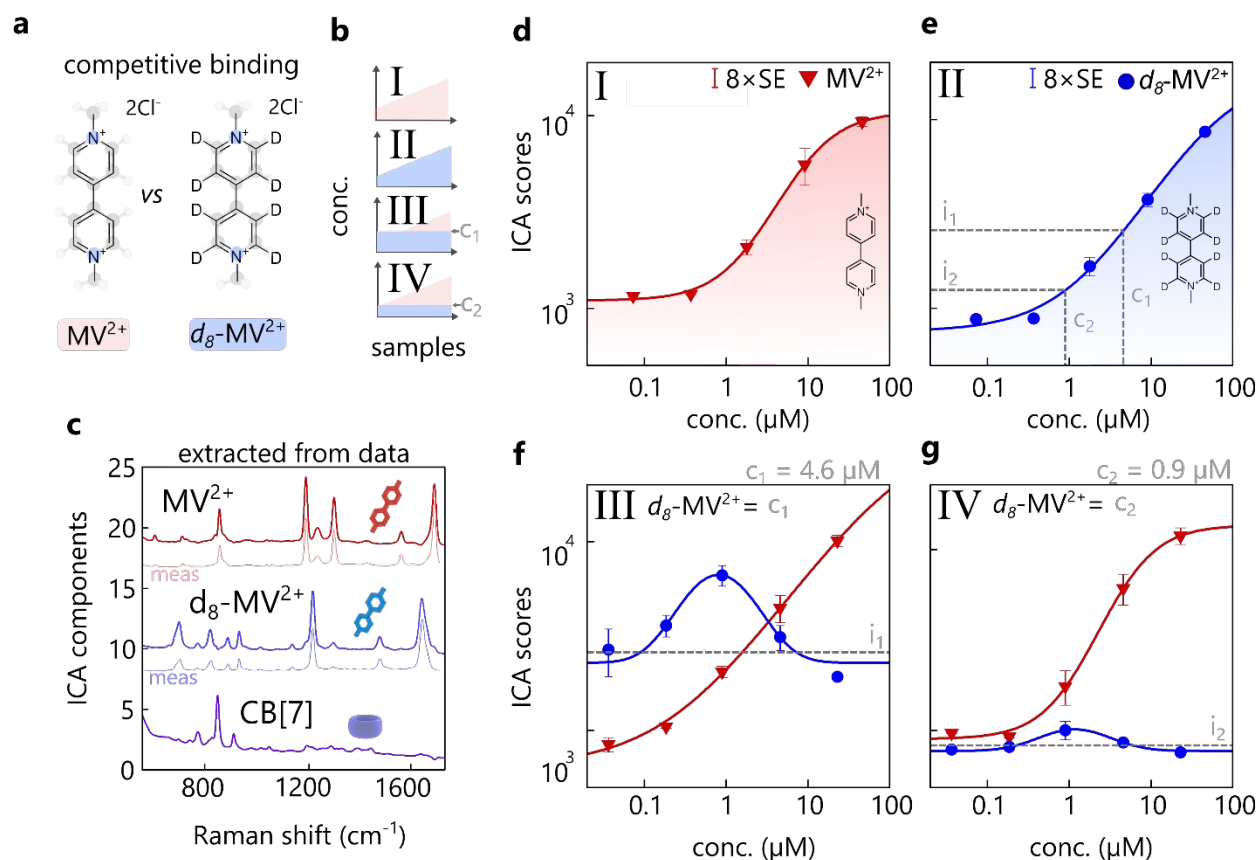 a
competitive binding
2Cl⁻ 2Cl⁻
N⁺ N⁺
D D
D D
vs
D D
D D
N⁺ N⁺
MV²⁺ d₈-MV²⁺
b
I
II
III
c₁
IV
c₂
conc.
samples
c
extracted from data
25
20
15
10
5
0
MV²⁺
meas
d₈-MV²⁺
meas
CB[7]
ICA components
800 1200 1600
Raman shift (cm⁻¹)
d
I
8×SE MV²⁺
10⁴
10³
ICA scores
N⁺
N⁺
0.1 1 10 100
conc. (µM)
e
II
8×SE d₈-MV²⁺
10⁴
10³
i₁
i₂
c₂
c₁
N⁺
D D
D D
D D
D D
N⁺
0.1 1 10 100
conc. (µM)
f
c₁ = 4.6 µM
III d₈-MV²⁺ = c₁
10⁴
10³
i₁
ICA scores
0.1 1 10 100
conc. (µM)
g
c₂ = 0.9 µM
IV d₈-MV²⁺ = c₂
10⁴
10³
i₂
0.1 1 10 100
conc. (µM)